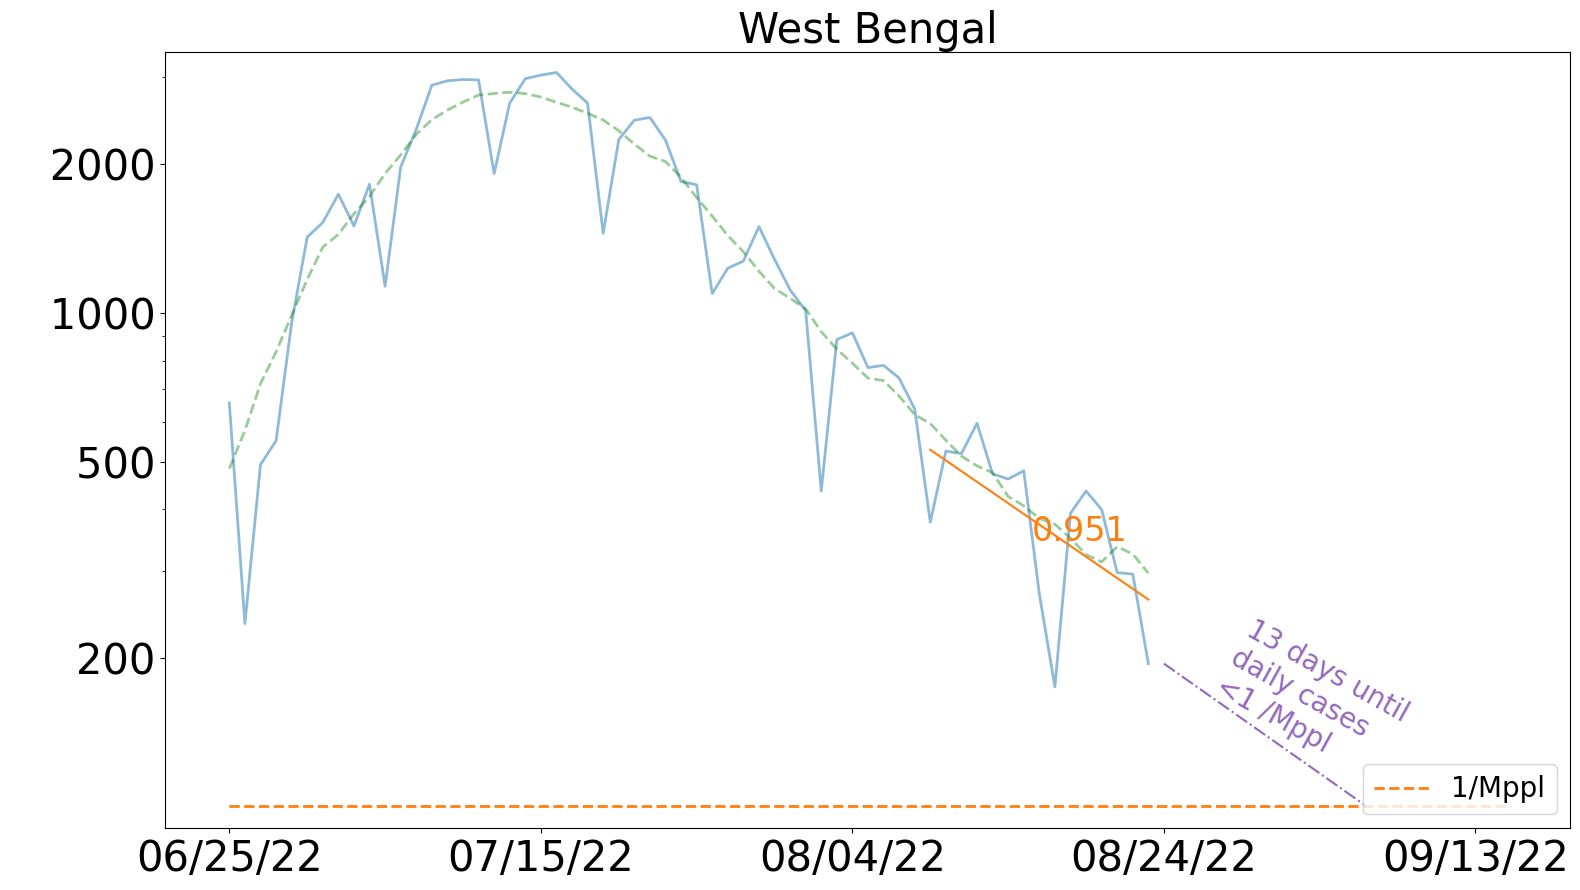 West Bengal
2000
1000
500
200
0.951
13 days until
daily cases
<1 /Mppl
1/Mppl
06/25/22
07/15/22
08/04/22
08/24/22
09/13/22